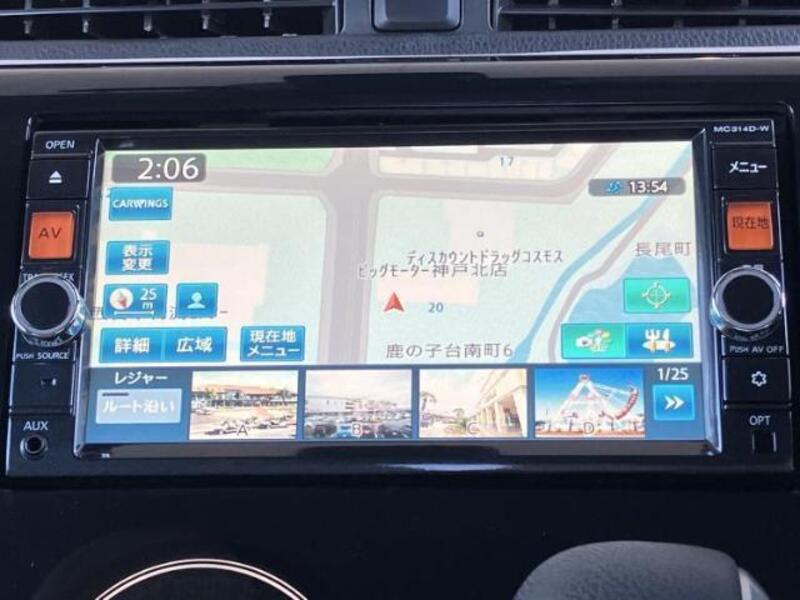 MC314D-W
OPEN
メニュー
2:06
17
13:54
CARWINGS
AV
現在地
表示
変更
ディスカウントドラッグコスモス
ビッグモーター神戸北店
長尾町
25
m
20
詳細
広域
現在地
メニュー
鹿の子台南町6
PUSH SOURCE
PUSH AV OFF
レジャー
1/25
ルート沿い
A
B
C
D
AUX
OPT